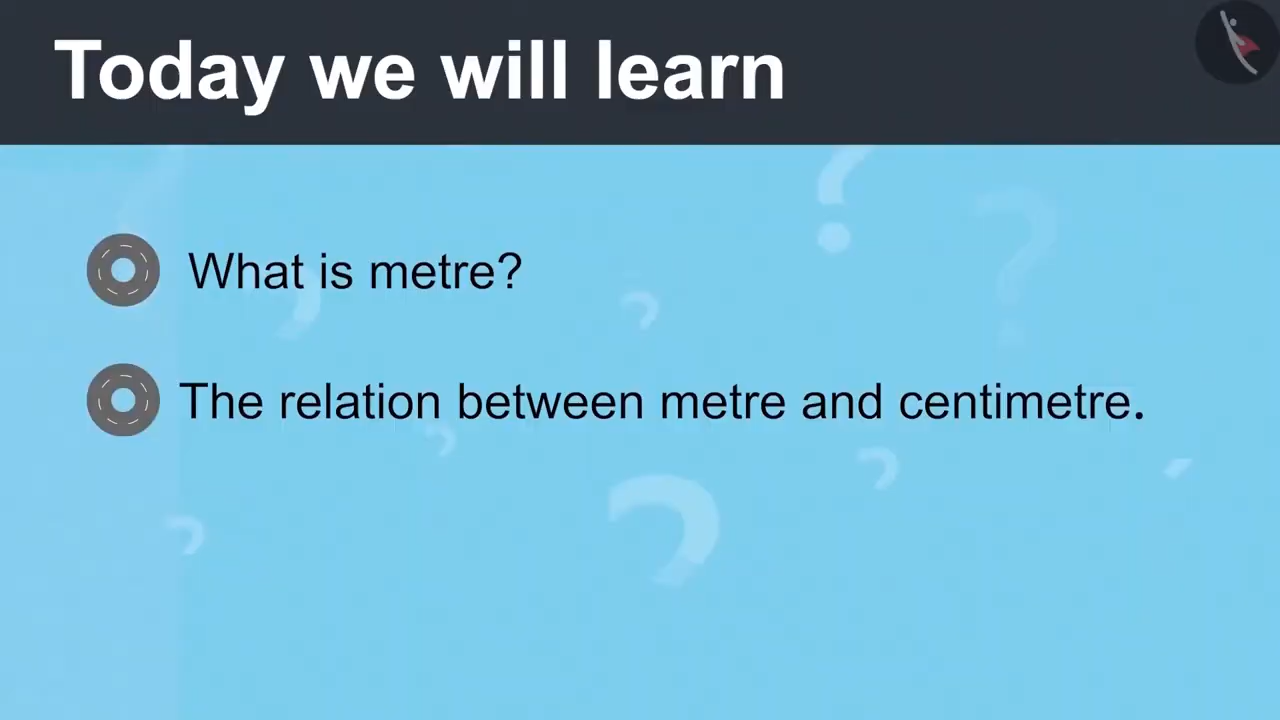 Today we will learn
What is metre?
The relation between metre and centimetre.